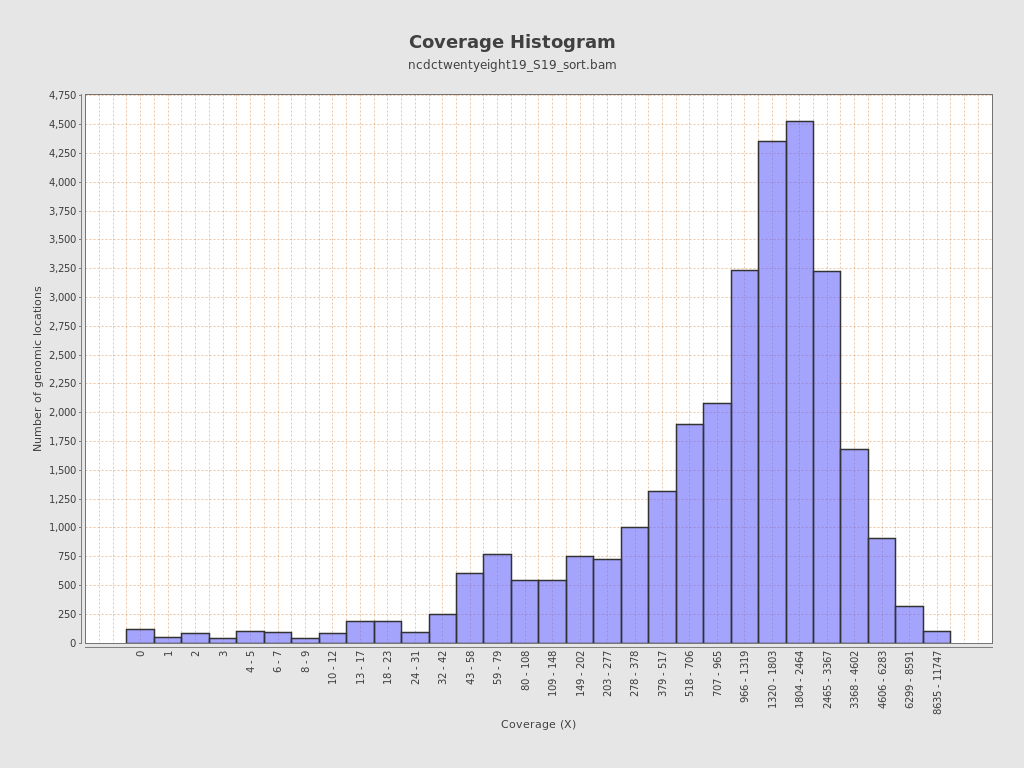 Coverage Histogram
ncdctwentyeight19_S19_sort.bam
Number of genomic locations
4,750
4,500
4,250
4,000
3,750
3,500
3,250
3,000
2,750
2,500
2,250
2,000
1,750
1,500
1,250
1,000
750
500
250
0
0
1
2
3
4 - 5
6 - 7
8 - 9
10 - 12
13 - 17
18 - 23
24 - 31
32 - 42
43 - 58
59 - 79
80 - 108
109 - 148
149 - 202
203 - 277
278 - 378
379 - 517
518 - 706
707 - 965
966 - 1319
1320 - 1803
1804 - 2464
2465 - 3367
3368 - 4602
4606 - 6283
6299 - 8591
8635 - 11747
Coverage (X)